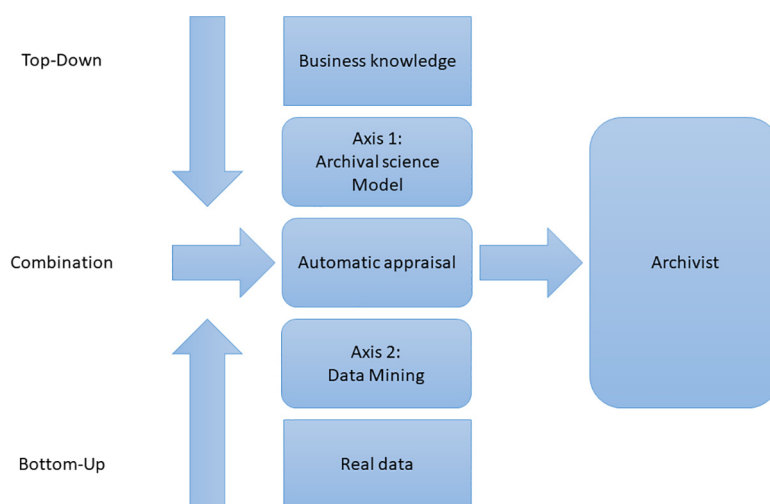 Top-Down
Business knowledge
Axis 1:
Archival science
Model
Combination
Automatic appraisal
Archivist
Axis 2:
Data Mining
Bottom-Up
Real data